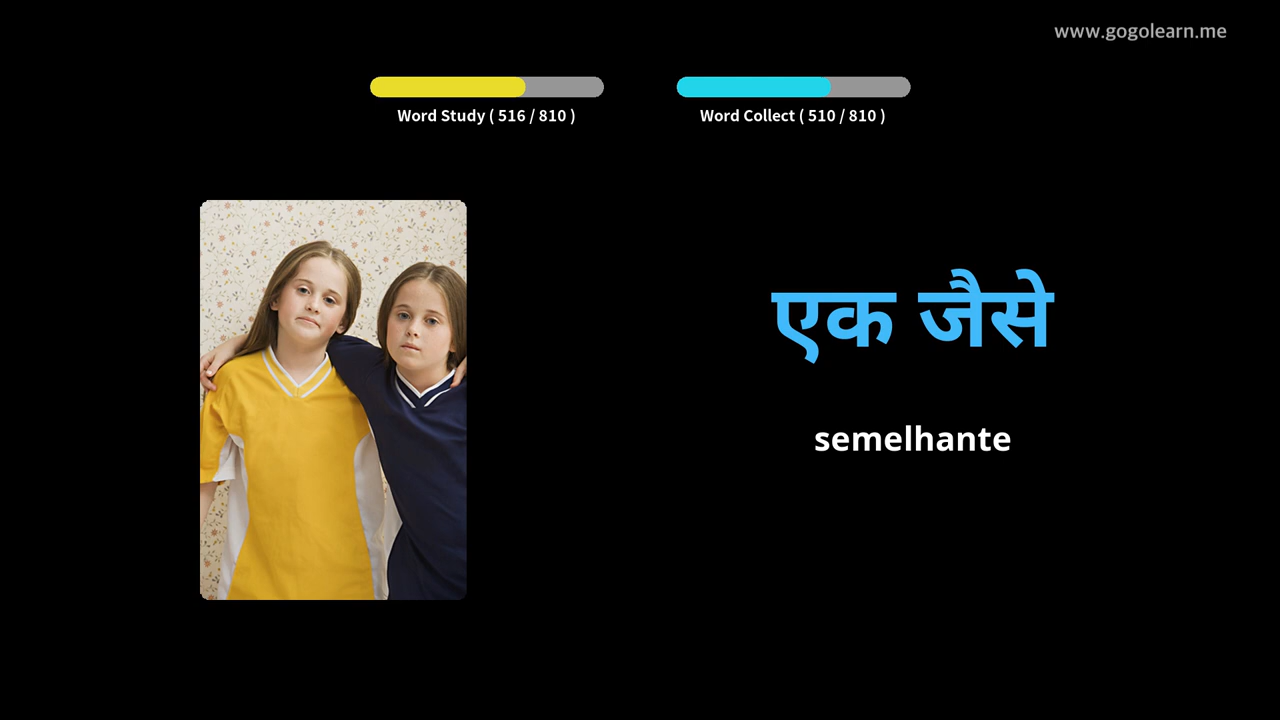 www.gogolearn.me
Word Study ( 516 / 810 )
Word Collect ( 510 / 810 )
एक जैसे
semelhante